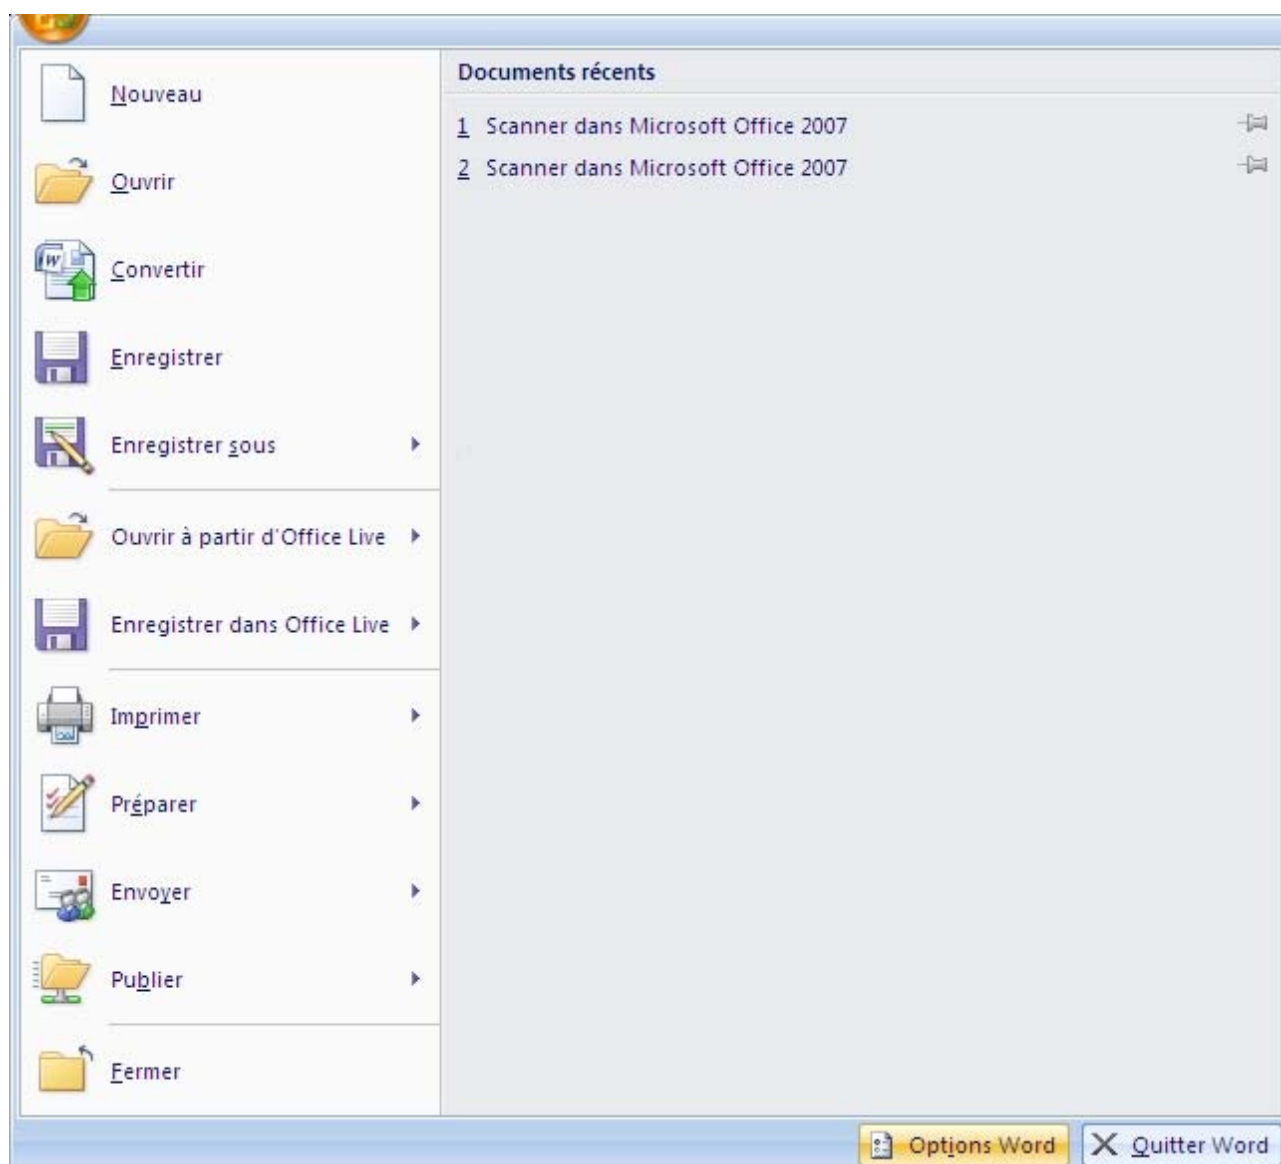 Nouveau
Ouvrir
Convertir
Enregistrer
Enregistrer sous
Ouvrir à partir d'Office Live
Enregistrer dans Office Live
Imprimer
Préparer
Envoyer
Publier
Fermer
Documents récents
1 Scanner dans Microsoft Office 2007
2 Scanner dans Microsoft Office 2007
Options Word
Quitter Word